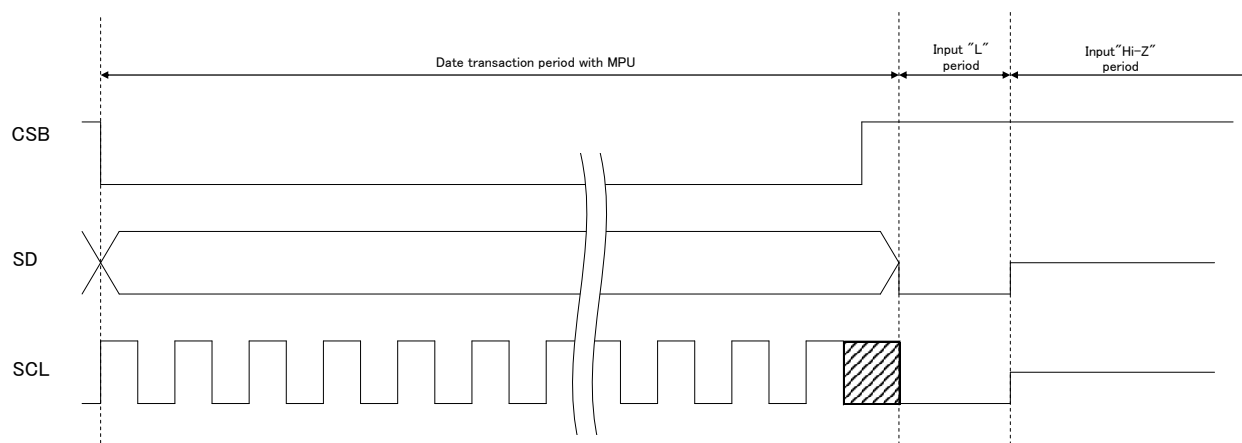 Date transaction period with MPU
Input "L"
period
Input"Hi-Z"
period
CSB
SD
SCL